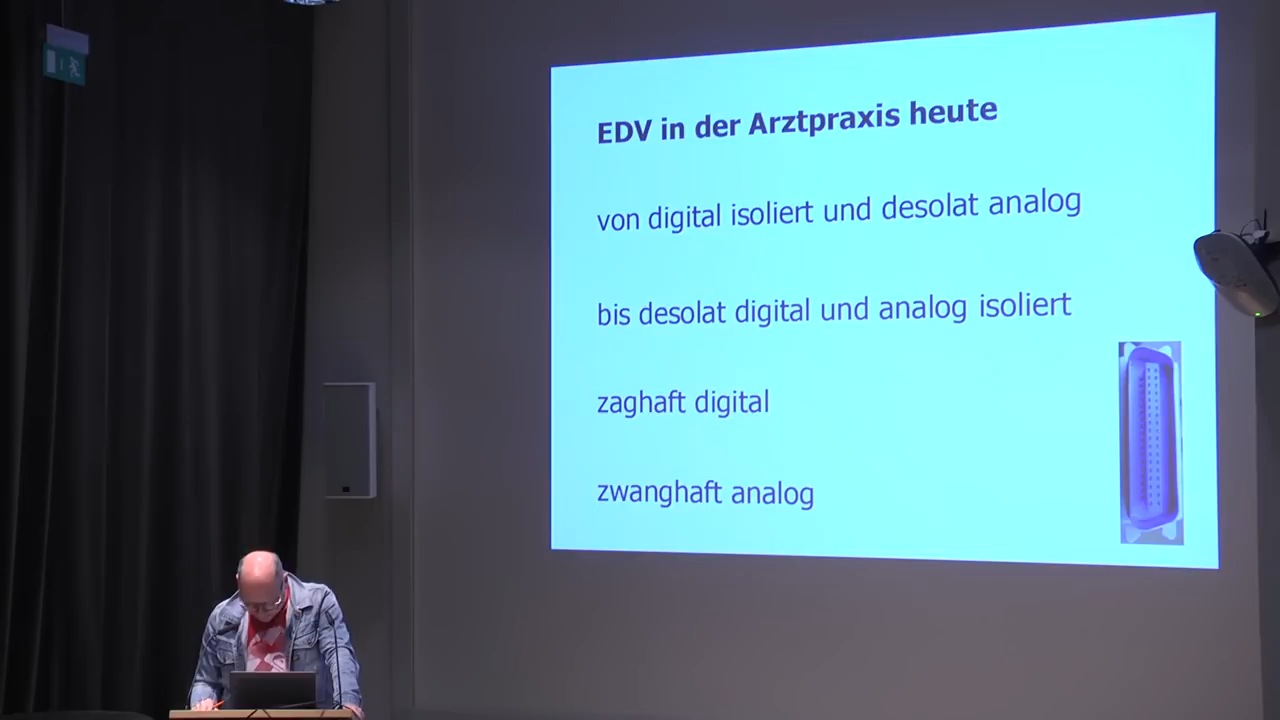 EDV in der Arztpraxis heute
von digital isoliert und desolat analog
bis desolat digital und analog isoliert
zaghaft digital
zwanghaft analog